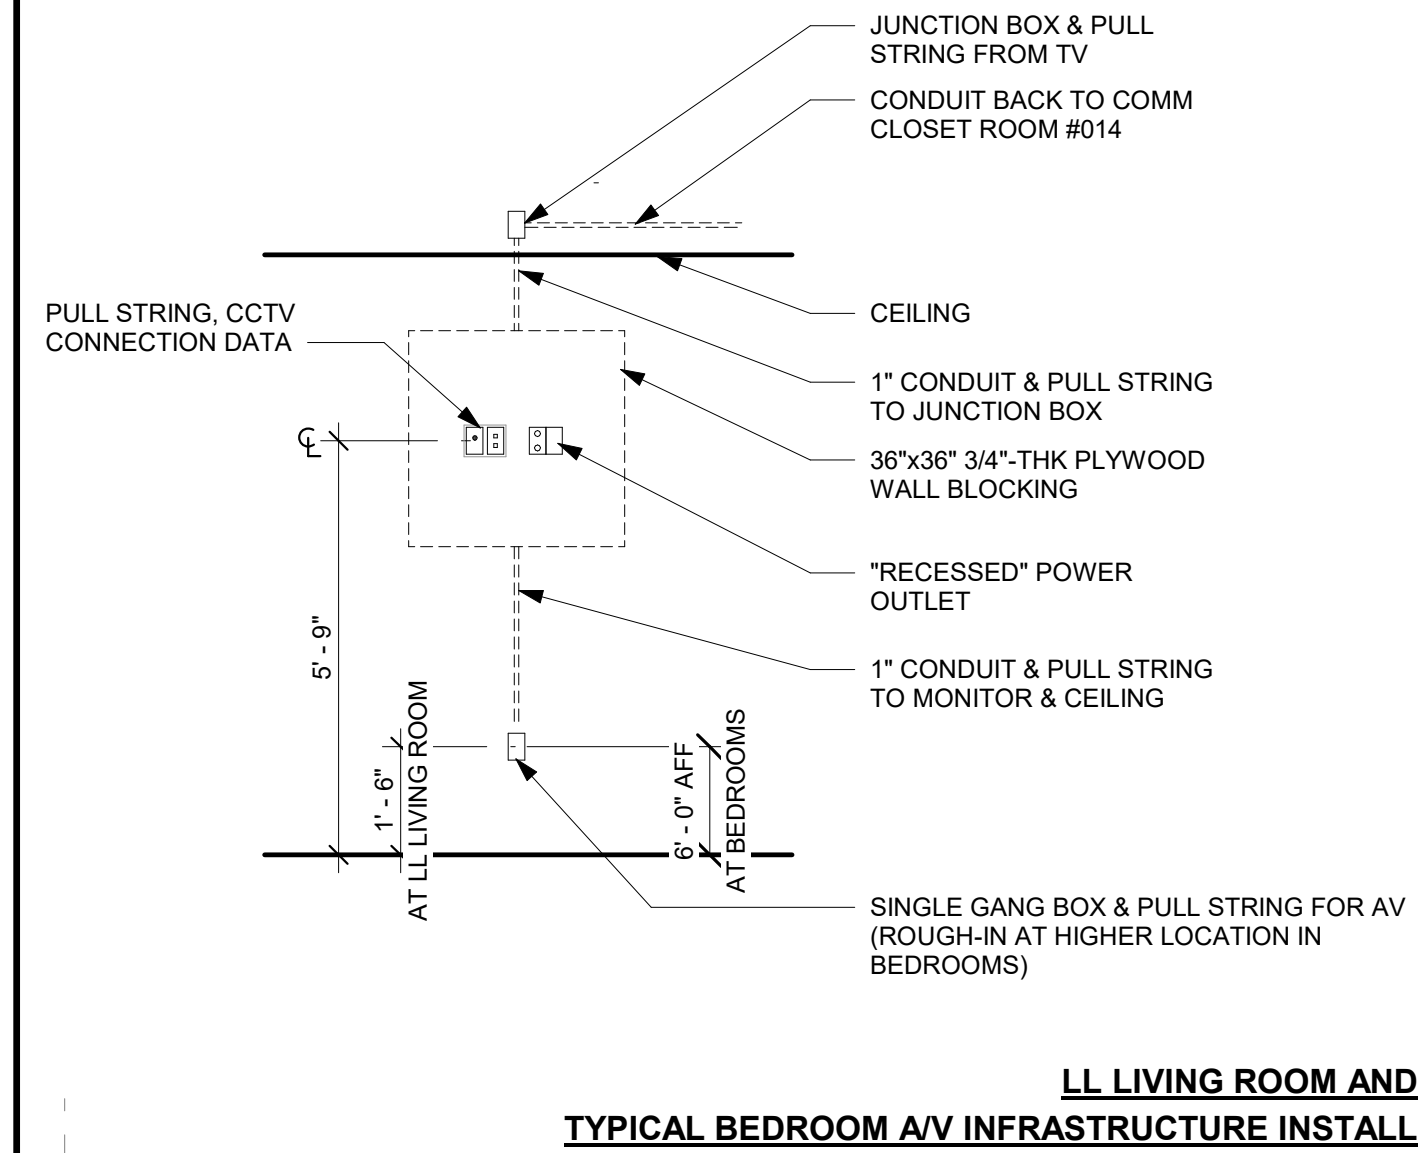 JUNCTION BOX & PULL
STRING FROM TV
CONDUIT BACK TO COMM
CLOSET ROOM #014
PULL STRING, CCTV
CONNECTION DATA
CEILING
1" CONDUIT & PULL STRING
TO JUNCTION BOX
36"x36" 3/4"-THK PLYWOOD
WALL BLOCKING
"RECESSED" POWER
OUTLET
1" CONDUIT & PULL STRING
TO MONITOR & CEILING
℄
5' - 9"
1' - 6"
AT LL LIVING ROOM
6' - 0" AFF
AT BEDROOMS
SINGLE GANG BOX & PULL STRING FOR AV
(ROUGH-IN AT HIGHER LOCATION IN
BEDROOMS)
LL LIVING ROOM AND
TYPICAL BEDROOM A/V INFRASTRUCTURE INSTALL